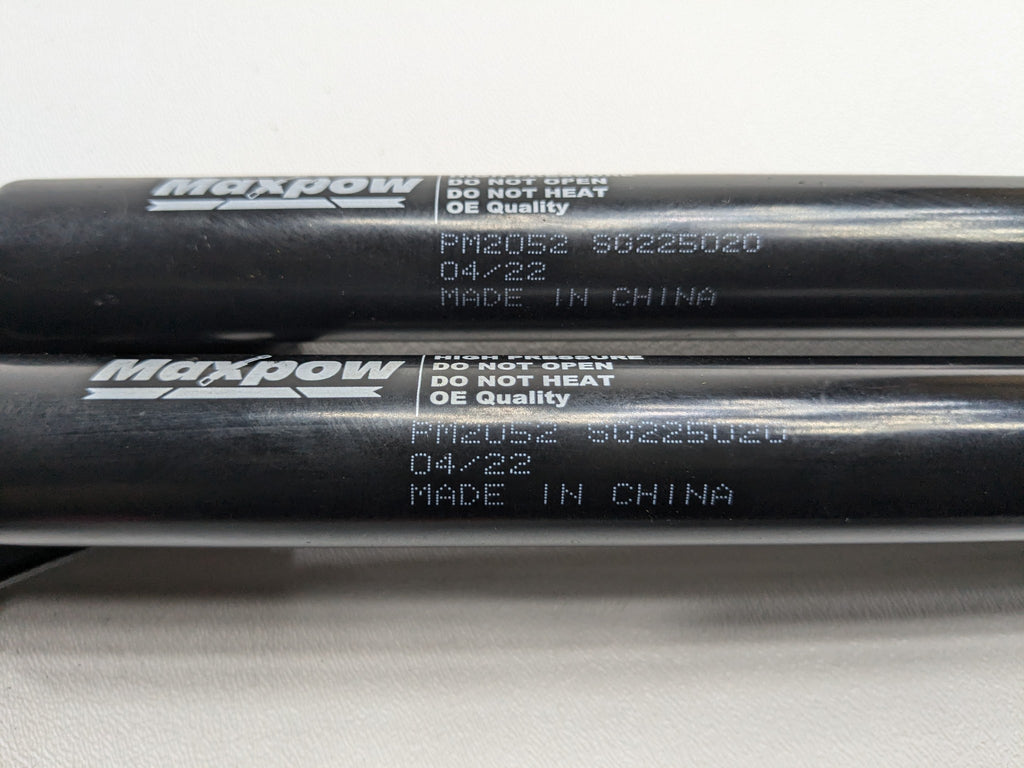 Maxpow
DO NOT OPEN
DO NOT HEAT
OE Quality
PM2052 S0225020
04/22
MADE IN CHINA
Maxpow
HIGH PRESSURE
DO NOT OPEN
DO NOT HEAT
OE Quality
PM2052 S0225020
04/22
MADE IN CHINA